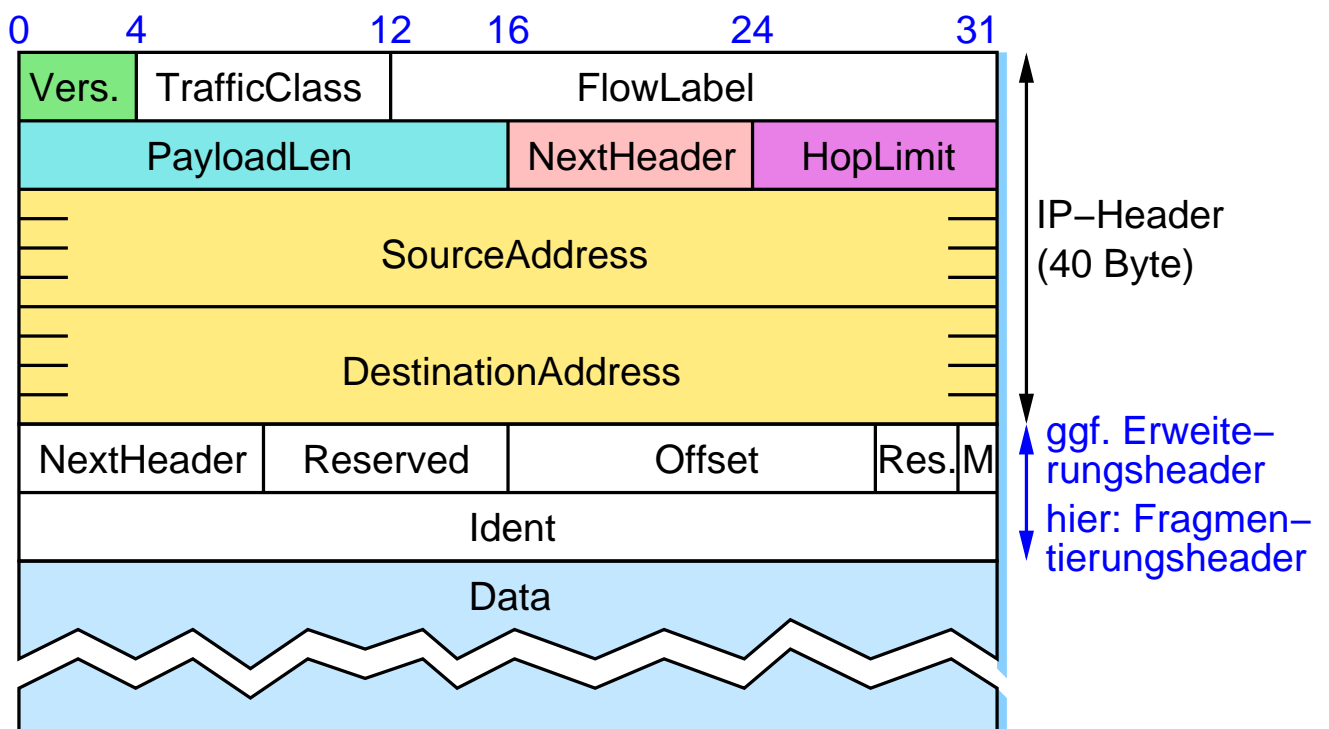 0 4 12 16 24 31
Vers. TrafficClass FlowLabel
PayloadLen NextHeader HopLimit
SourceAddress
DestinationAddress
IP−Header
(40 Byte)
NextHeader Reserved Offset Res. M
Ident
ggf. Erweite−
rungsheader
hier: Fragmen−
tierungsheader
Data